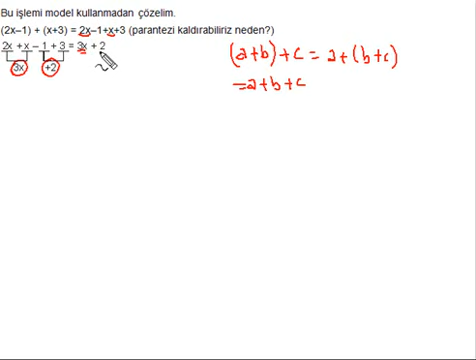 Bu işlemi model kullanmadan çözelim.
(2x–1) + (x+3) = 2x–1+x+3 (parantezi kaldırabiliriz neden?)
2x +x – 1 + 3 = 3x + 2
3x +2
(a+b)+c = a+(b+c)
=a+b+c